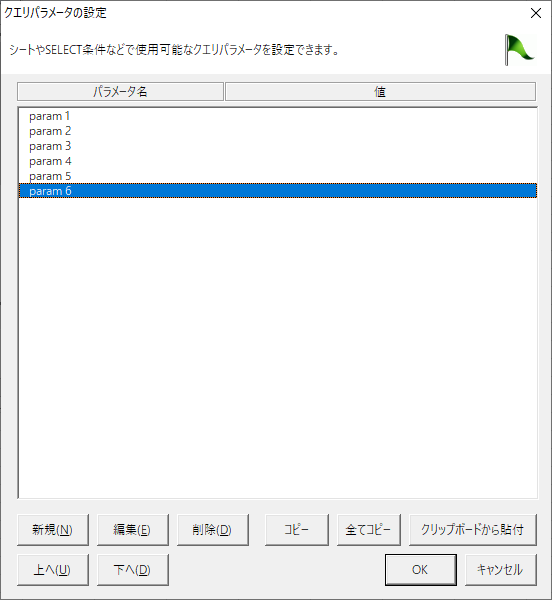 クエリパラメータの設定
シートやSELECT条件などで使用可能なクエリパラメータを設定できます。
パラメータ名
値
param 1
param 2
param 3
param 4
param 5
param 6
新規(N)
編集(E)
削除(D)
コピー
全てコピー
クリップボードから貼付
上へ(U)
下へ(D)
OK
キャンセル